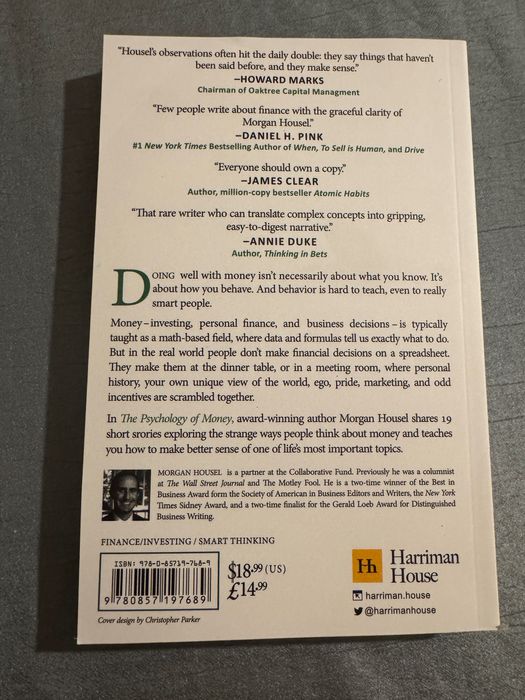 “Housel’s observations often hit the daily double: they say things that haven’t
been said before, and they make sense.”
—HOWARD MARKS
Chairman of Oaktree Capital Managment
“Few people write about finance with the graceful clarity of
Morgan Housel.”
—DANIEL H. PINK
#1 New York Times Bestselling Author of When, To Sell is Human, and Drive
“Everyone should own a copy.”
—JAMES CLEAR
Author, million-copy bestseller Atomic Habits
“That rare writer who can translate complex concepts into gripping,
easy-to-digest narrative.”
—ANNIE DUKE
Author, Thinking in Bets
DOING well with money isn’t necessarily about what you know. It’s
about how you behave. And behavior is hard to teach, even to really
smart people.
Money – investing, personal finance, and business decisions – is typically
taught as a math-based field, where data and formulas tell us exactly what to do.
But in the real world people don’t make financial decisions on a spreadsheet.
They make them at the dinner table, or in a meeting room, where personal
history, your own unique view of the world, ego, pride, marketing, and odd
incentives are scrambled together.
In The Psychology of Money, award-winning author Morgan Housel shares 19
short srories exploring the strange ways people think about money and teaches
you how to make better sense of one of life’s most important topics.
MORGAN HOUSEL is a partner at the Collaborative Fund. Previously he was a columnist
at The Wall Street Journal and The Motley Fool. He is a two-time winner of the Best in
Business Award form the Society of American in Business Editors and Writers, the New York
Times Sidney Award, and a two-time finalist for the Gerald Loeb Award for Distinguished
Business Writing.
FINANCE/INVESTING / SMART THINKING
ISBN: 978-0-85719-768-9
9 780857 197689
$18.99 (US)
£14.99
Hh Harriman
House
harriman.house
@harrimanhouse
Cover design by Christopher Parker